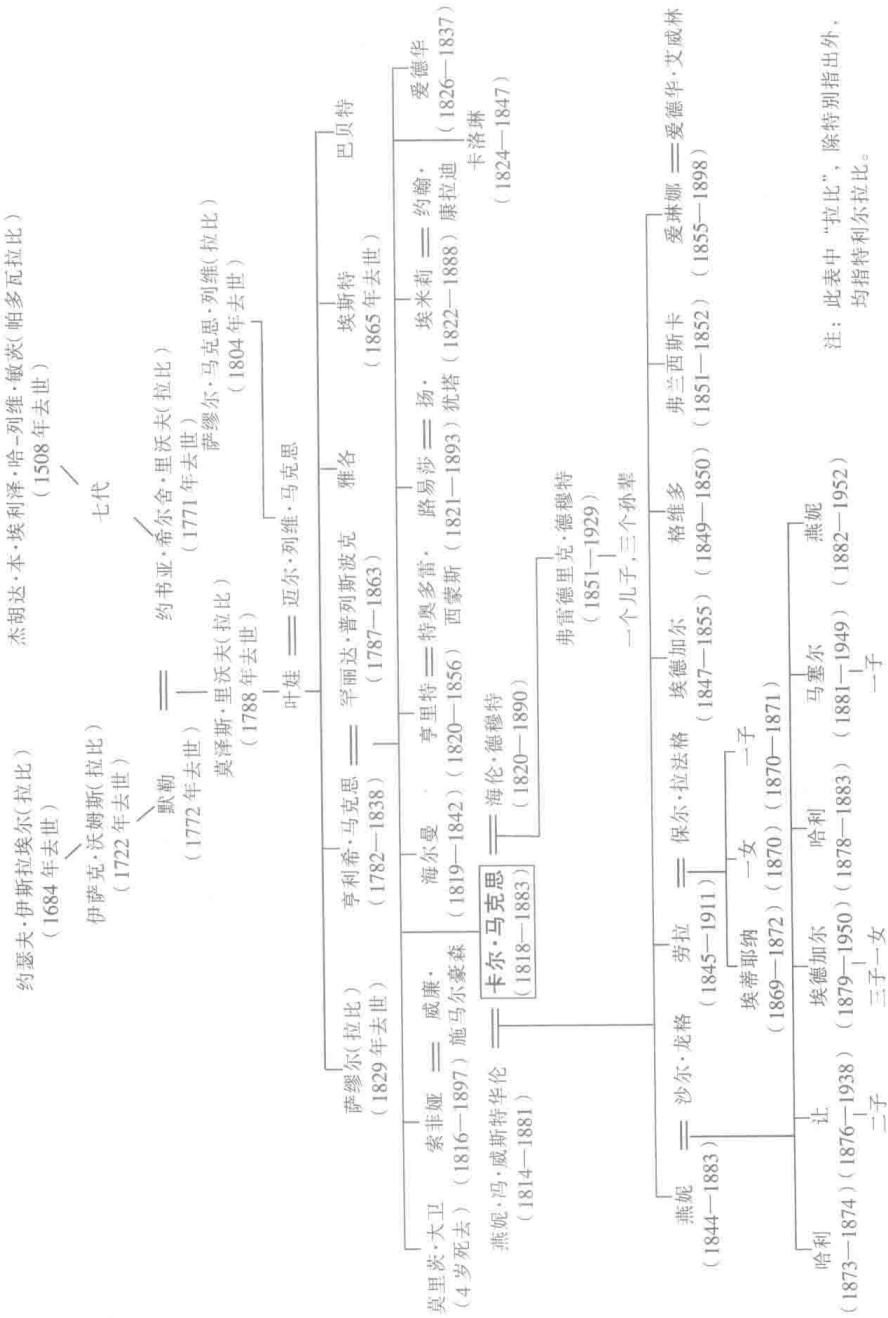 杰胡达·本·埃利泽·哈-列维·敏茨(帕多瓦拉比)
(1508年去世)
约瑟夫·伊斯拉埃尔(拉比)
(1684年去世)
七代
伊萨克·沃姆斯(拉比)
(1722年去世)
约书亚·希尔舍·里沃夫(拉比)
(1771年去世)
默勒
(1772年去世)
莫泽斯·里沃夫(拉比)
(1788年去世)
萨缪尔·马克思·列维(拉比)
(1804年去世)
叶娃
迈尔·列维·马克思
萨缪尔(拉比)
(1829年去世)
亨利希·马克思
(1782—1838)
罕丽达·普列斯波克
(1787—1863)
雅各
埃斯特
(1865年去世)
巴贝特
莫里茨·大卫
(4岁死去)
索菲娅
(1816—1897)
威廉·
施马尔豪森
海尔曼
(1819—1842)
亨里特
(1820—1856)
特奥多雷·
西蒙斯
路易莎
(1821—1893)
扬·
犹塔
埃米莉
(1822—1888)
约翰·
康拉迪
卡洛琳
(1824—1847)
爱德华
(1826—1837)
燕妮·冯·威斯特华伦
(1814—1881)
卡尔·马克思
(1818—1883)
海伦·德穆特
(1820—1890)
弗雷德里克·德穆特
(1851—1929)
一个儿子,三个孙辈
燕妮
(1844—1883)
沙尔·龙格
劳拉
(1845—1911)
保尔·拉法格
埃德加尔
(1847—1855)
格维多
(1849—1850)
弗兰西斯卡
(1851—1852)
爱琳娜
(1855—1898)
爱德华·艾威林
埃蒂耶纳
(1869—1872)
一女
(1870)
一子
(1870—1871)
哈利
(1873—1874)
让
(1876—1938)
二子
埃德加尔
(1879—1950)
三子一女
哈利
(1878—1883)
马塞尔
(1881—1949)
一子
燕妮
(1882—1952)
注：此表中“拉比”，除特别指出外，
均指特利尔拉比。